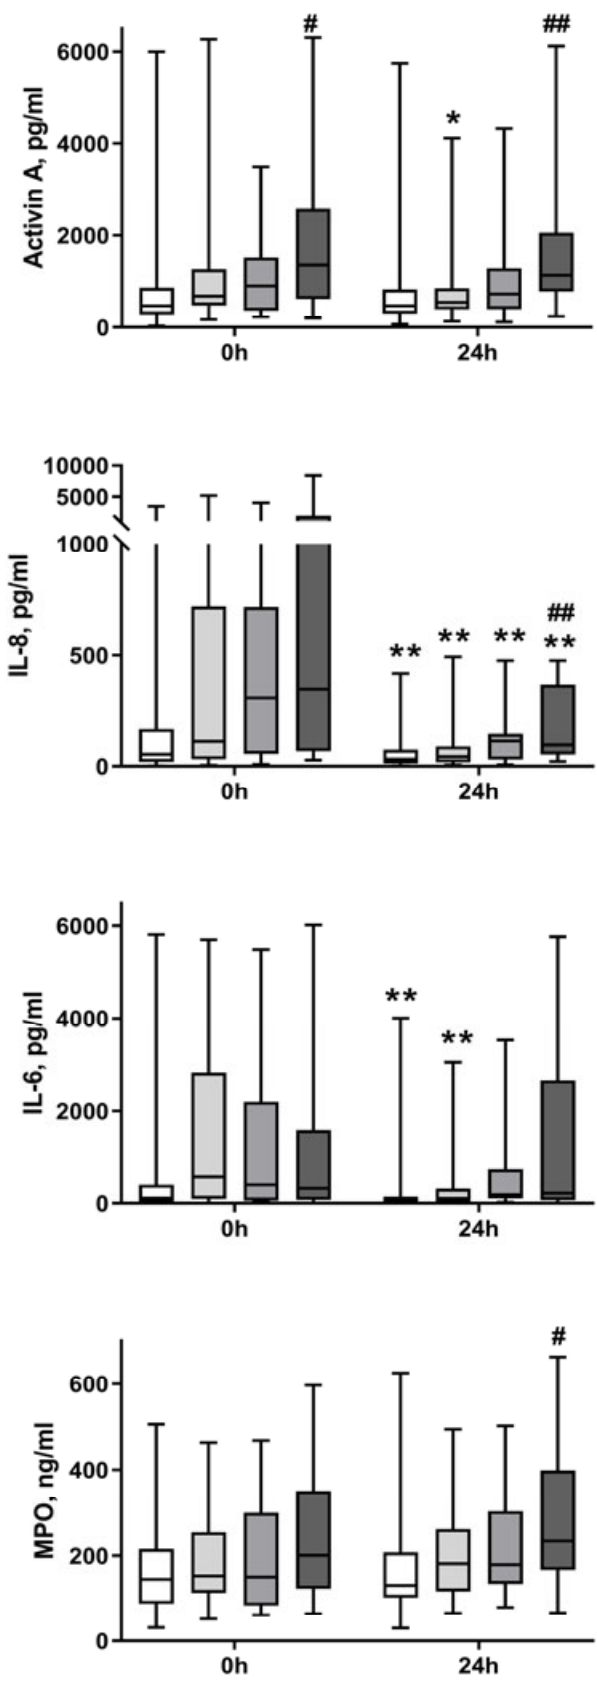 # ##
6000
*
4000
Activin A, pg/ml
2000
0
0h 24h
10000
5000
1000
IL-8, pg/ml
##
** ** ** **
500
0
0h 24h
6000
**
4000
**
IL-6, pg/ml
2000
0
0h 24h
#
600
400
MPO, ng/ml
200
0
0h 24h